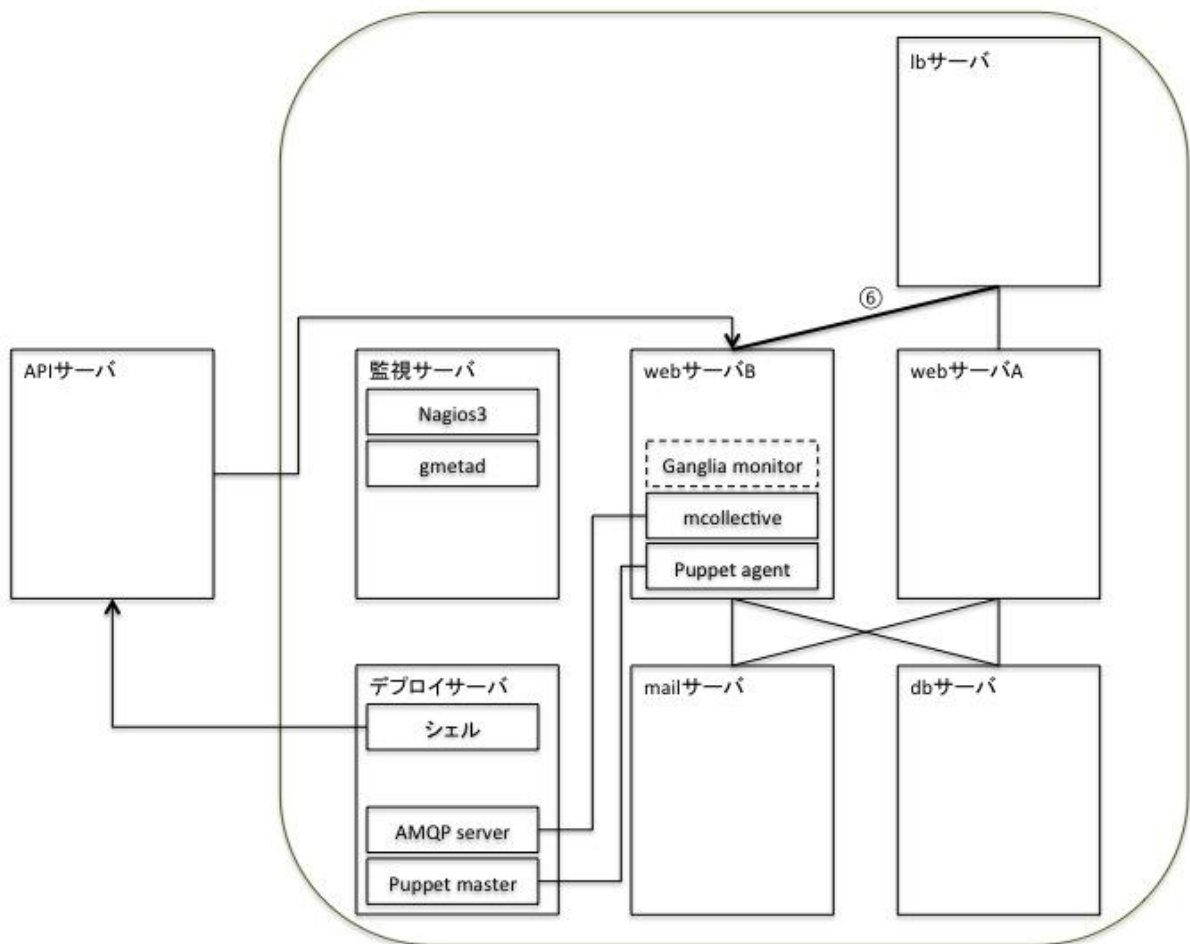 lbサーバ
⑥
APIサーバ
監視サーバ
Nagios3
gmetad
webサーバB
Ganglia monitor
mcollective
Puppet agent
webサーバA
デプロイサーバ
シェル
AMQP server
Puppet master
mailサーバ
dbサーバ